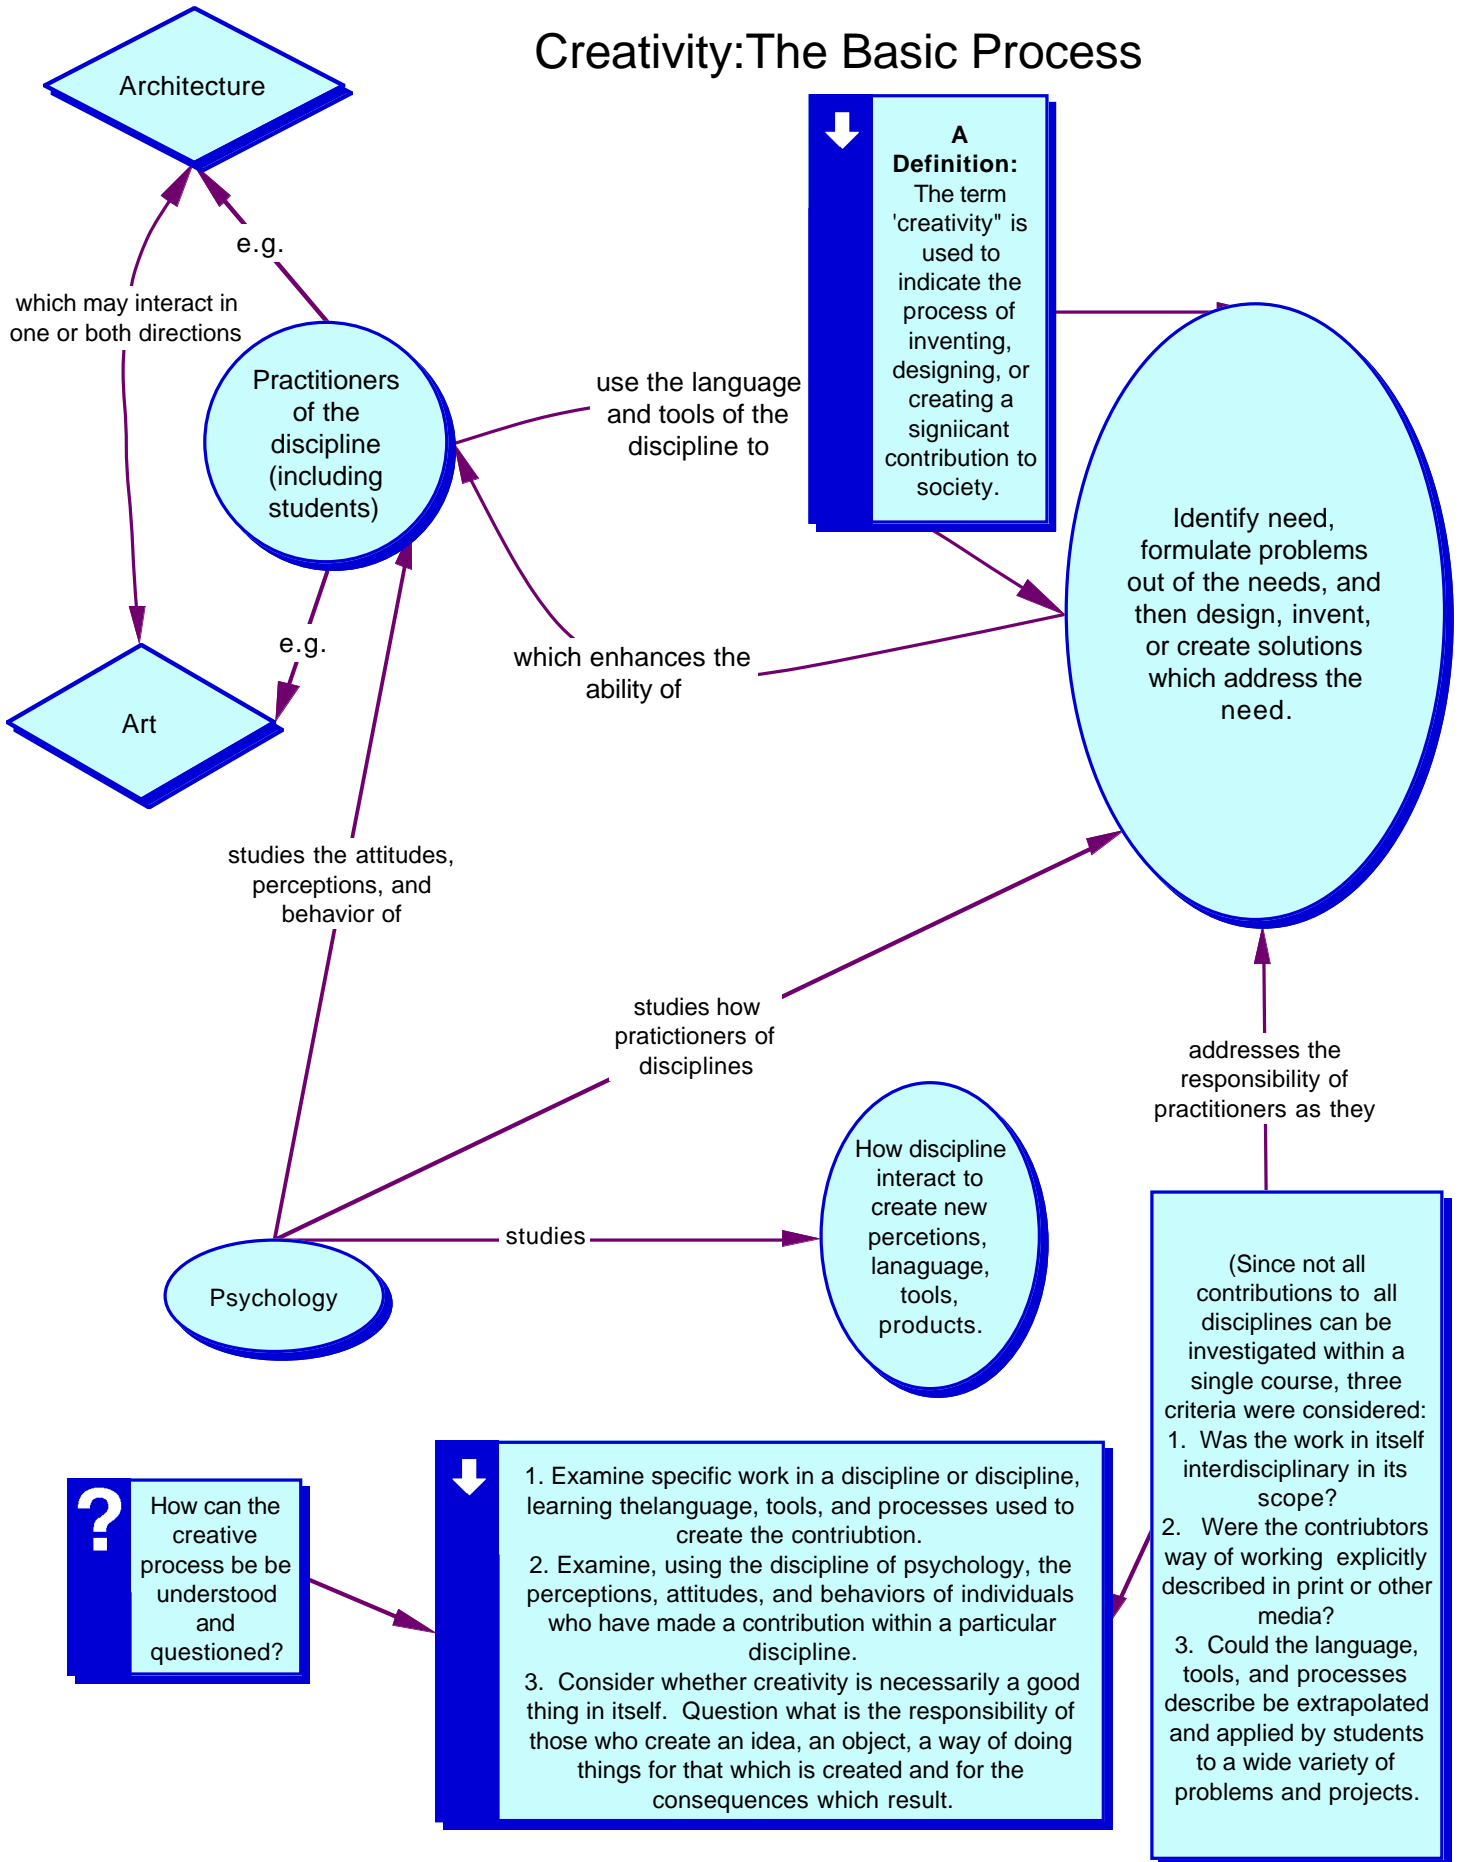 Creativity:The Basic Process
Architecture
A
Definition:
The term
'creativity" is
used to
indicate the
process of
inventing,
designing, or
creating a
signiicant
contribution to
society.
e.g.
which may interact in
one or both directions
Practitioners
of the
discipline
(including
students)
use the language
and tools of the
discipline to
Identify need,
formulate problems
out of the needs, and
then design, invent,
or create solutions
which address the
need.
which enhances the
ability of
e.g.
Art
studies the attitudes,
perceptions, and
behavior of
studies how
pratictioners of
disciplines
addresses the
responsibility of
practitioners as they
How discipline
interact to
create new
percetions,
lanaguage,
tools,
products.
studies
Psychology
(Since not all
contributions to  all
disciplines can be
investigated within a
single course, three
criteria were considered:
1.  Was the work in itself
interdisciplinary in its
scope?
2.   Were the contriubtors
way of working  explicitly
described in print or other
media?
3.  Could the language,
tools, and processes
describe be extrapolated
and applied by students
to a wide variety of
problems and projects.
?
How can the
creative
process be be
understood
and
questioned?
1. Examine specific work in a discipline or discipline,
learning thelanguage, tools, and processes used to
create the contriubtion.
2. Examine, using the discipline of psychology, the
perceptions, attitudes, and behaviors of individuals
who have made a contribution within a particular
discipline.
3.  Consider whether creativity is necessarily a good
thing in itself.  Question what is the responsibility of
those who create an idea, an object, a way of doing
things for that which is created and for the
consequences which result.